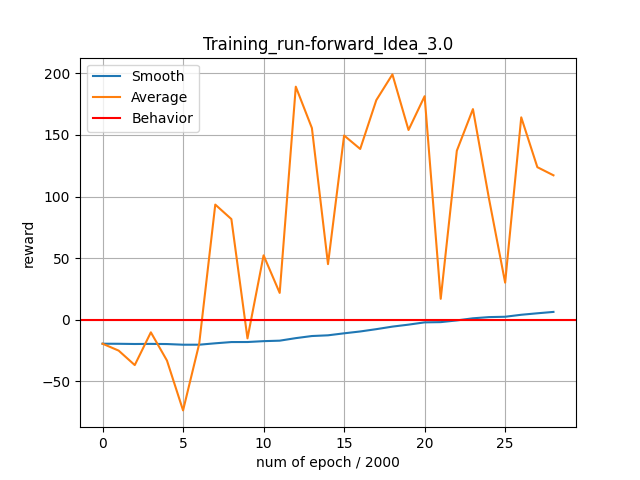 Training_run-forward_Idea_3.0
Smooth
Average
Behavior
200
150
100
50
0
−50
reward
0 5 10 15 20 25
num of epoch / 2000